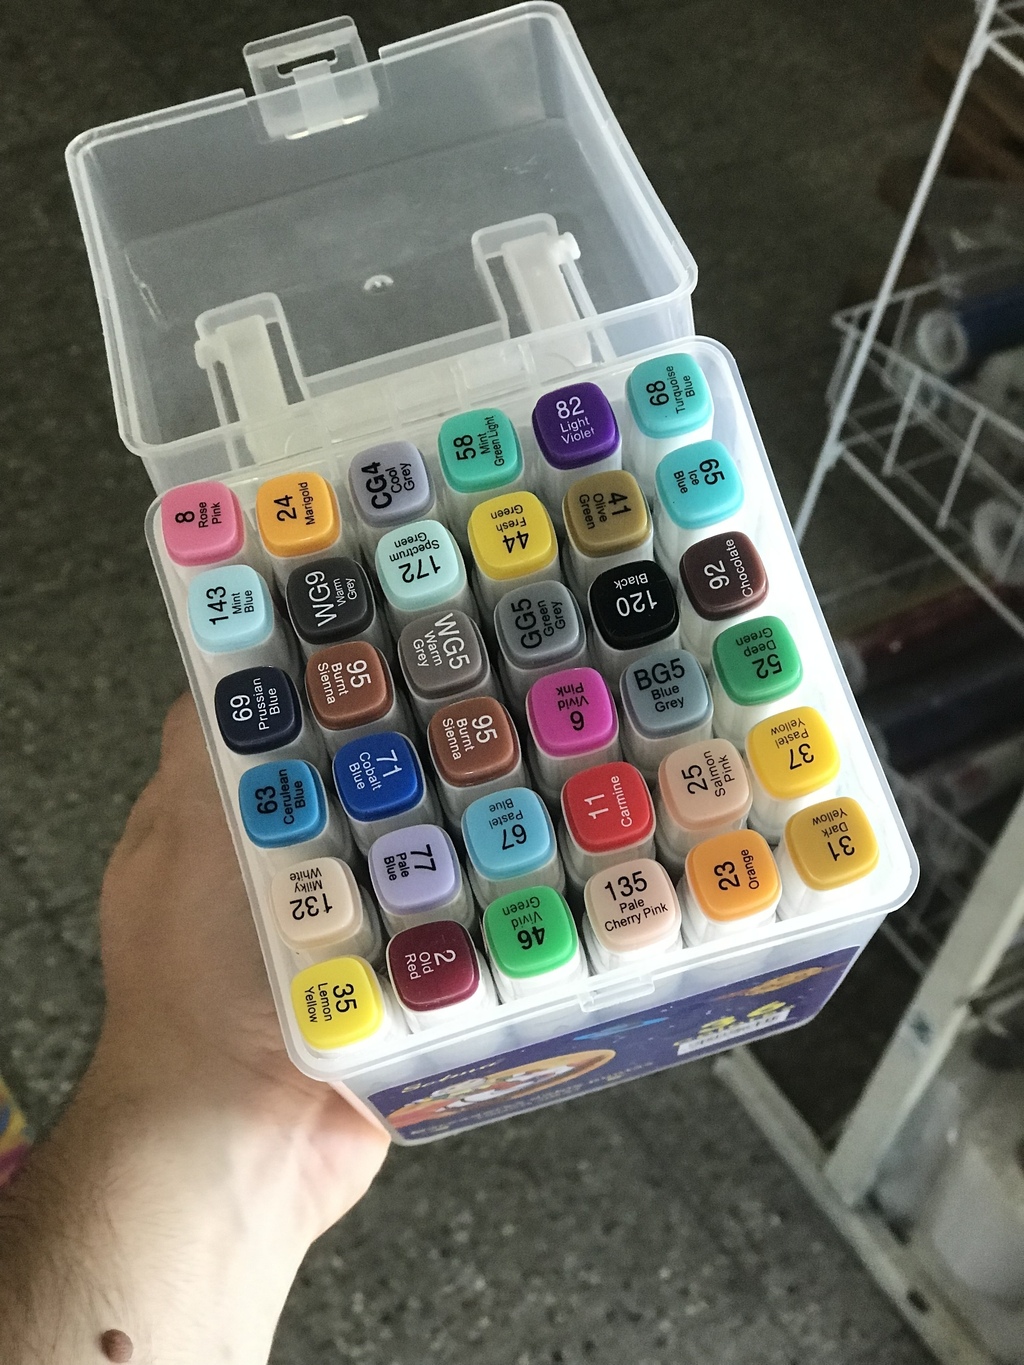 68
Turquoise
Blue
82
Light
Violet
58
Mint
Green Light
CG4
Cool
Grey
24
Marigold
8
Rose
Pink
59
Ice
Blue
41
Olive
Green
44
Fresh
Green
172
Spectrum
Green
WG9
Warm
Grey
143
Mint
Blue
92
Chocolate
120
Black
GG5
Green
Grey
WG5
Warm
Grey
95
Burnt
Sienna
69
Prussian
Blue
52
Deep
Green
BG5
Blue
Grey
9
Vivid
Pink
95
Burnt
Sienna
71
Cobalt
Blue
63
Cerulean
Blue
37
Pastel
Yellow
25
Salmon
Pink
11
Carmine
67
Pastel
Blue
77
Pale
Blue
132
Milky
White
31
Dark
Yellow
23
Orange
135
Pale
Cherry Pink
46
Vivid
Green
2
Old
Red
35
Lemon
Yellow